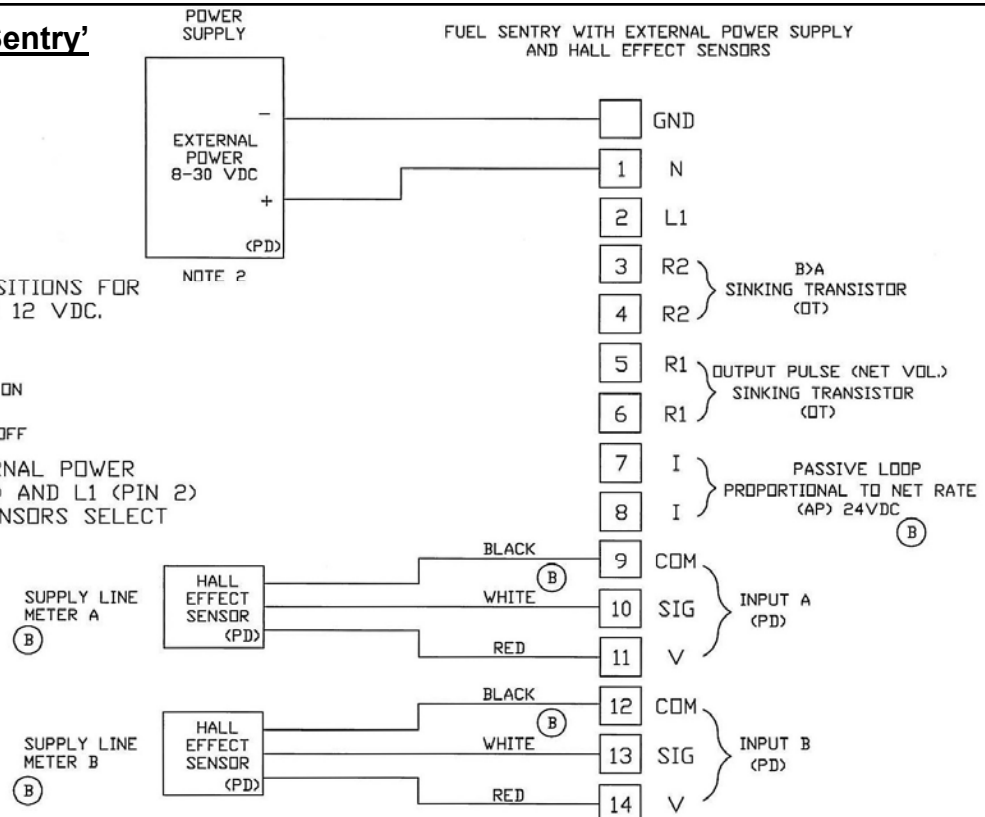 Sentry'
POWER
SUPPLY
FUEL SENTRY WITH EXTERNAL POWER SUPPLY
AND HALL EFFECT SENSORS
EXTERNAL
POWER
8-30 VDC
-
+
(PD)
NOTE 2
SITIONS FOR
12 VDC.
ON
OFF
RNAL POWER
) AND L1 (PIN 2)
ENSORS SELECT
GND
1 N
2 L1
3 R2
4 R2
B>A
SINKING TRANSISTOR
(OT)
5 R1
6 R1
OUTPUT PULSE (NET VOL.)
SINKING TRANSISTOR
(OT)
7 I
8 I
PASSIVE LOOP
PROPORTIONAL TO NET RATE
(AP) 24VDC
B
SUPPLY LINE
METER A
B
HALL
EFFECT
SENSOR
(PD)
BLACK
B
WHITE
RED
9 COM
10 SIG
11 V
INPUT A
(PD)
SUPPLY LINE
METER B
B
HALL
EFFECT
SENSOR
(PD)
BLACK
B
WHITE
RED
12 COM
13 SIG
14 V
INPUT B
(PD)